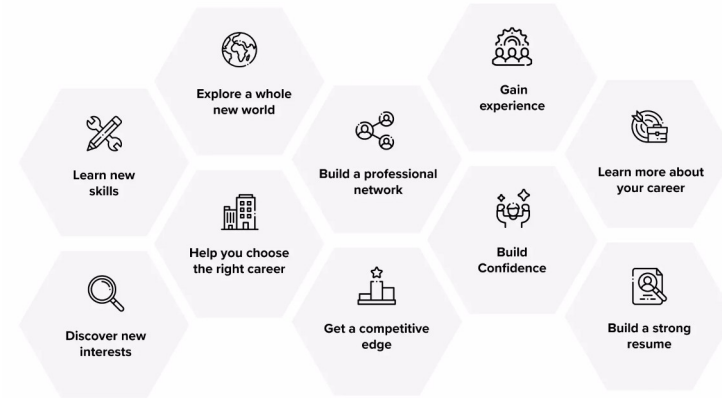 Explore a whole
new world
Gain
experience
Learn new
skills
Build a professional
network
Learn more about
your career
Help you choose
the right career
Build
Confidence
Discover new
interests
Get a competitive
edge
Build a strong
resume